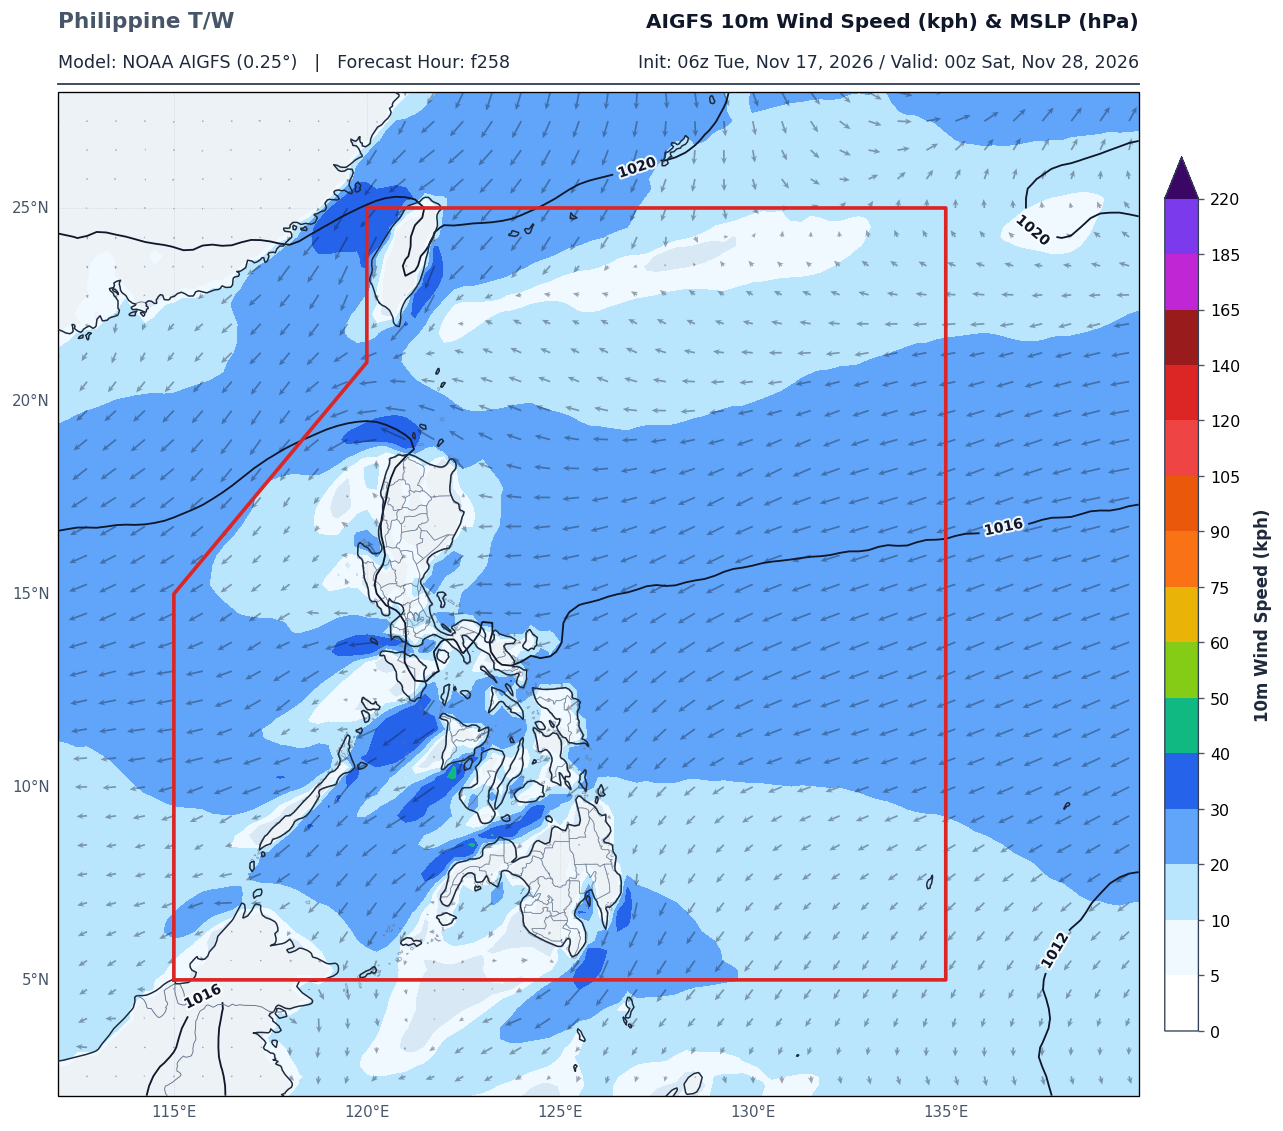 Philippine T/W
AIGFS 10m Wind Speed (kph) & MSLP (hPa)
Model: NOAA AIGFS (0.25°) | Forecast Hour: f258
Init: 06z Tue, Nov 17, 2026 / Valid: 00z Sat, Nov 28, 2026
1020
1020
1016
1012
1016
25°N
20°N
15°N
10°N
5°N
115°E
120°E
125°E
130°E
135°E
220
185
165
140
120
105
90
75
60
50
40
30
20
10
5
0
10m Wind Speed (kph)